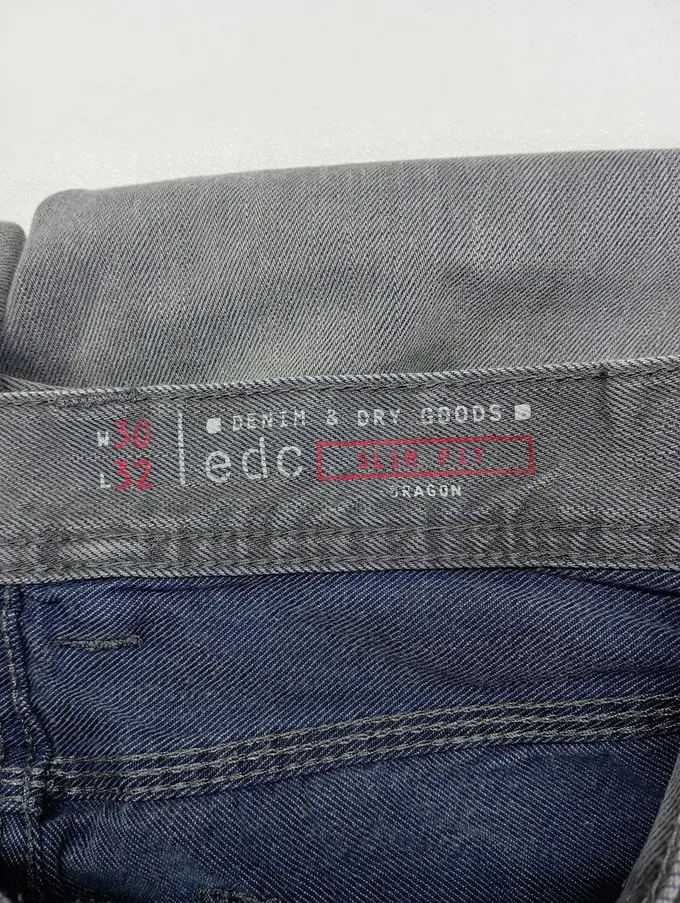 W30
L32
DENIM & DRY GOODS
edc SLIM FIT
DRAGON